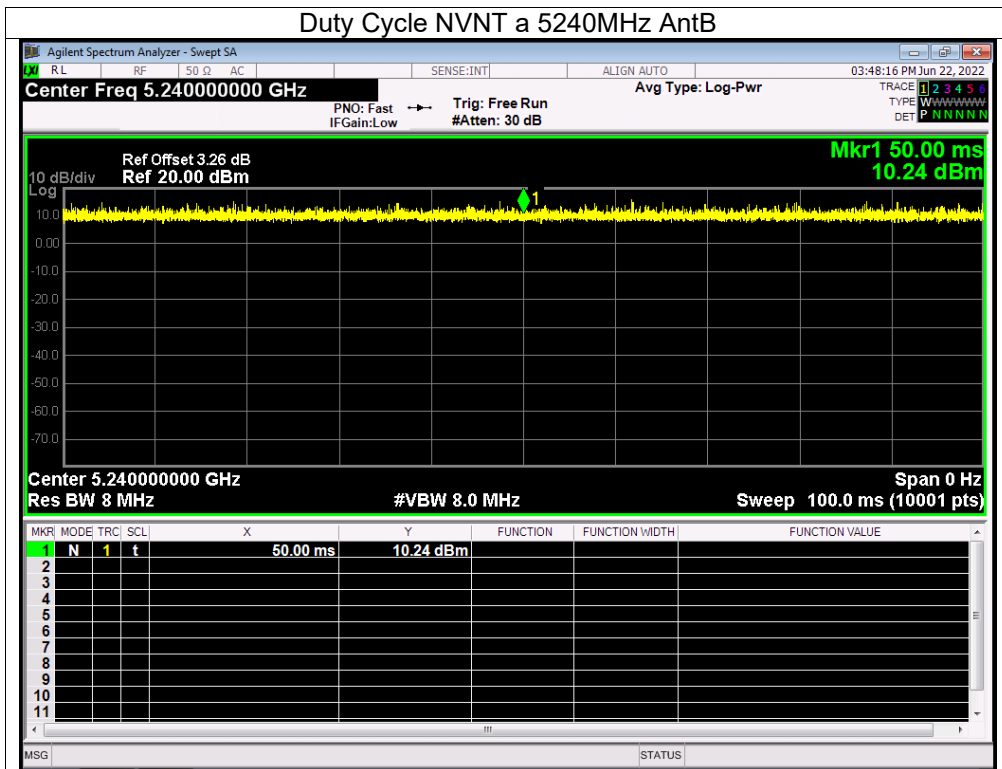 Duty Cycle NVNT a 5240MHz AntB
Agilent Spectrum Analyzer - Swept SA
LXI RL RF 50 Ω AC SENSE:INT ALIGN AUTO 03:48:16 PM Jun 22, 2022
Center Freq 5.240000000 GHz Avg Type: Log-Pwr TRACE 1 2 3 4 5 6
PNO: Fast Trig: Free Run TYPE WWWWWW
IFGain:Low #Atten: 30 dB DET P N N N N N
Mkr1 50.00 ms
Ref Offset 3.26 dB
10 dB/div Ref 20.00 dBm 10.24 dBm
Log
1
10.0
0.00
-10.0
-20.0
-30.0
-40.0
-50.0
-60.0
-70.0
Center 5.240000000 GHz Span 0 Hz
Res BW 8 MHz #VBW 8.0 MHz Sweep 100.0 ms (10001 pts)
MKR MODE TRC SCL X Y FUNCTION FUNCTION WIDTH FUNCTION VALUE
1 N 1 t 50.00 ms 10.24 dBm
2
3
4
5
6
7
8
9
10
11
MSG STATUS